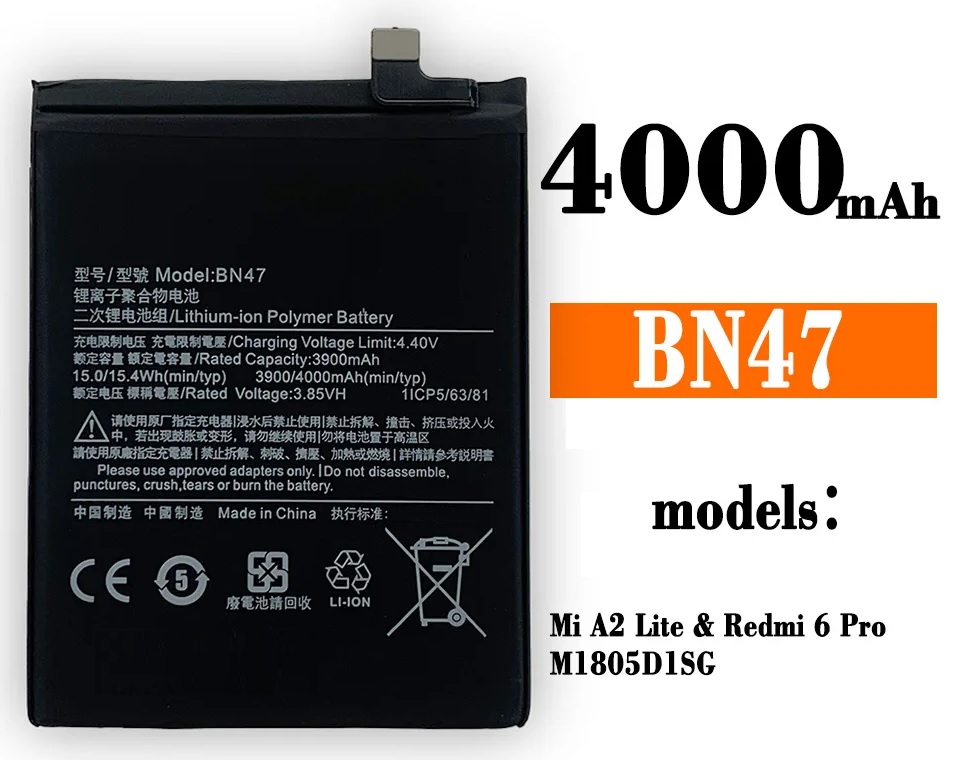 型号/型號 Model:BN47
锂离子聚合物电池
二次锂电池组/Lithium-ion Polymer Battery
充电限制电压 充電限制電壓/Charging Voltage Limit:4.40V
额定容量 額定電容量/Rated Capacity:3900mAh
15.0/15.4Wh(min/typ) 3900/4000mAh(min/typ)
额定电压 標稱電壓/Rated Voltage:3.85VH 1ICP5/63/81
请使用原厂指定充电器|浸水后禁止使用|禁止拆解、撞击、挤压或投入火
中，若出现鼓胀或变形，请勿继续使用|勿将电池置于高温区
請使用原廠指定充電器|禁止拆解、刺破、擠壓、加熱或燃燒|詳情請參考說明書
Please use approved adapters only. |Do not disassemble,
punctures, crush,tears or burn the battery.
中国制造 中國制造 Made in China 执行标准:
CE
5
廢電池請回收
LI-ION
4000mAh
BN47
models:
Mi A2 Lite & Redmi 6 Pro
M1805D1SG